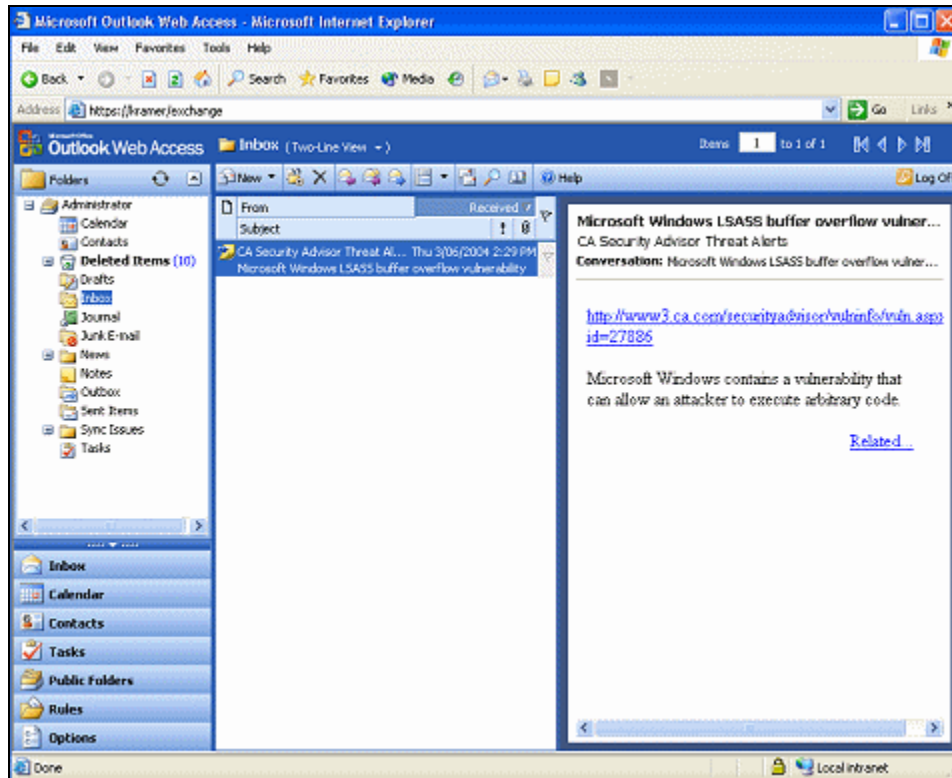 Microsoft Outlook Web Access - Microsoft Internet Explorer
File Edit View Favorites Tools Help
Back Search Favorites Media
Address https://kramer/exchange Go Links
Microsoft Office
Outlook Web Access Inbox (Two-Line View) Items 1 to 1 of 1
Folders New Help Log Of
Administrator
Calendar
Contacts
Deleted Items (10)
Drafts
Inbox
Journal
Junk E-mail
News
Notes
Outbox
Sent Items
Sync Issues
Tasks
Inbox
Calendar
Contacts
Tasks
Public Folders
Rules
Options
From Received
Subject !
CA Security Advisor Threat Al... Thu 3/06/2004 2:29 PM
Microsoft Windows LSASS buffer overflow vulnerability
Microsoft Windows LSASS buffer overflow vulner...
CA Security Advisor Threat Alerts
Conversation: Microsoft Windows LSASS buffer overflow vulner...
http://www3.ca.com/securityadvisor/vulninfo/vuln.asp
id=27886
Microsoft Windows contains a vulnerability that
can allow an attacker to execute arbitrary code.
Related...
Done Local intranet